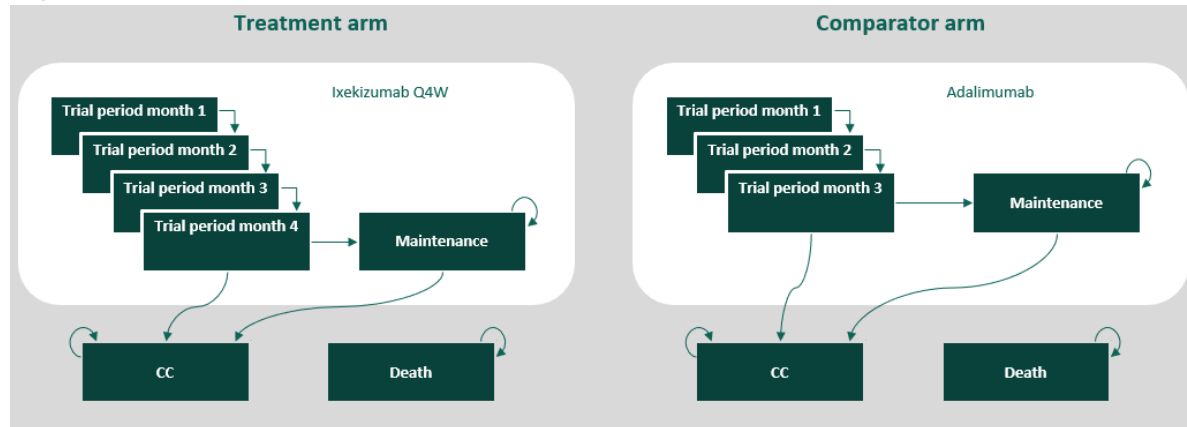 Treatment arm
Ixekizumab Q4W
Trial period month 1
Trial period month 2
Trial period month 3
Trial period month 4
Maintenance
CC
Death
Comparator arm
Adalimumab
Trial period month 1
Trial period month 2
Trial period month 3
Maintenance
CC
Death